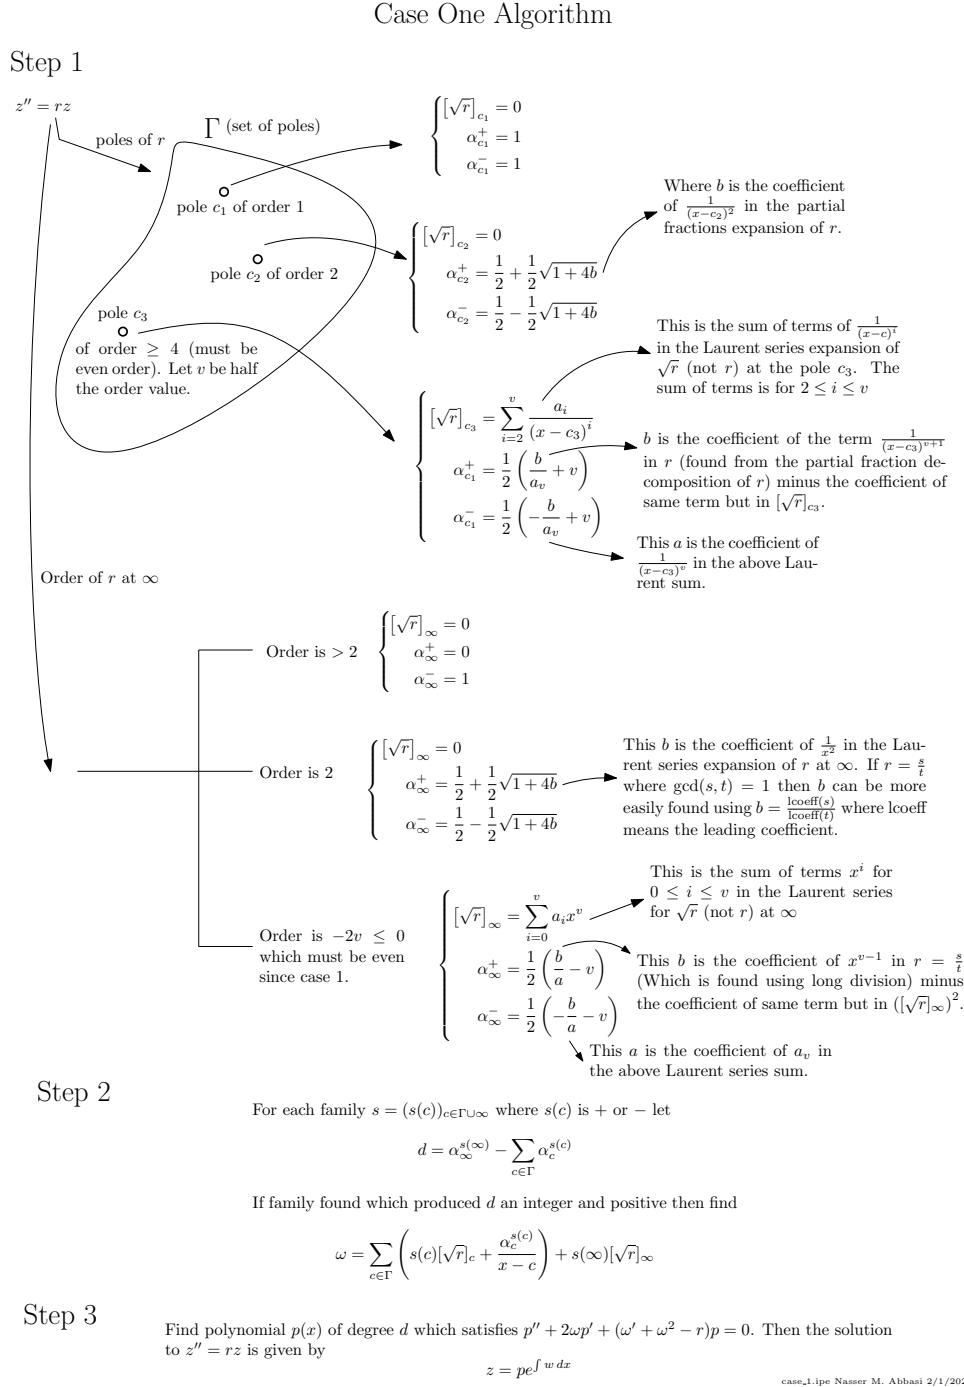 Case One Algorithm
Step 1
z'' = rz
poles of r
Γ (set of poles)
pole c₁ of order 1
pole c₂ of order 2
pole c₃
of order ≥ 4 (must be
even order). Let v be half
the order value.
[√r]_{c₁} = 0
α⁺_{c₁} = 1
α⁻_{c₁} = 1
[√r]_{c₂} = 0
α⁺_{c₂} = 1/2 + 1/2 √(1 + 4b)
α⁻_{c₂} = 1/2 − 1/2 √(1 + 4b)
Where b is the coefficient
of 1/(x−c₂)² in the partial
fractions expansion of r.
[√r]_{c₃} = ∑_{i=2}^{v} a_i/(x − c₃)^i
α⁺_{c₁} = 1/2 (b/a_v + v)
α⁻_{c₁} = 1/2 (−b/a_v + v)
This is the sum of terms of 1/(x−c)^i
in the Laurent series expansion of
√r (not r) at the pole c₃. The
sum of terms is for 2 ≤ i ≤ v
b is the coefficient of the term 1/(x−c₃)^{v+1}
in r (found from the partial fraction de-
composition of r) minus the coefficient of
same term but in [√r]_{c₃}.
This a is the coefficient of
1/(x−c₃)^v in the above Lau-
rent sum.
Order of r at ∞
Order is > 2
[√r]_∞ = 0
α⁺_∞ = 0
α⁻_∞ = 1
Order is 2
[√r]_∞ = 0
α⁺_∞ = 1/2 + 1/2 √(1 + 4b)
α⁻_∞ = 1/2 − 1/2 √(1 + 4b)
This b is the coefficient of 1/x² in the Lau-
rent series expansion of r at ∞. If r = s/t
where gcd(s, t) = 1 then b can be more
easily found using b = lcoeff(s)/lcoeff(t) where lcoeff
means the leading coefficient.
Order is −2v ≤ 0
which must be even
since case 1.
[√r]_∞ = ∑_{i=0}^{v} a_i x^v
α⁺_∞ = 1/2 (b/a − v)
α⁻_∞ = 1/2 (−b/a − v)
This is the sum of terms x^i for
0 ≤ i ≤ v in the Laurent series
for √r (not r) at ∞
This b is the coefficient of x^{v−1} in r = s/t
(Which is found using long division) minus
the coefficient of same term but in ([√r]_∞)².
This a is the coefficient of a_v in
the above Laurent series sum.
Step 2
For each family s = (s(c))_{c∈Γ∪∞} where s(c) is + or − let
d = α_∞^{s(∞)} − ∑_{c∈Γ} α_c^{s(c)}
If family found which produced d an integer and positive then find
ω = ∑_{c∈Γ} (s(c)[√r]_c + α_c^{s(c)}/(x − c)) + s(∞)[√r]_∞
Step 3
Find polynomial p(x) of degree d which satisfies p'' + 2ωp' + (ω' + ω² − r)p = 0. Then the solution
to z'' = rz is given by
z = pe^{∫ w dx}
case_1.ipe Nasser M. Abbasi 2/1/202